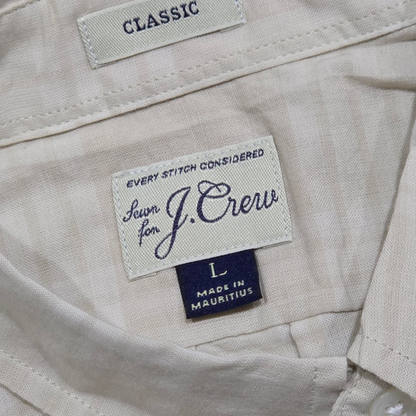 CLASSIC
EVERY STITCH CONSIDERED
Sewn
for J.Crew
L
MADE IN
MAURITIUS